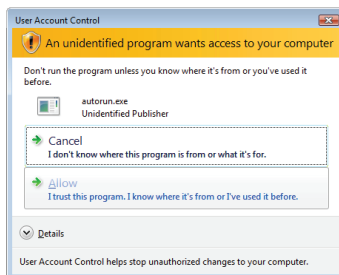 User Account Control
An unidentified program wants access to your computer
Don't run the program unless you know where it's from or you've used it
before.
autorun.exe
Unidentified Publisher
Cancel
I don't know where this program is from or what it's for.
Allow
I trust this program. I know where it's from or I've used it before.
Details
User Account Control helps stop unauthorized changes to your computer.